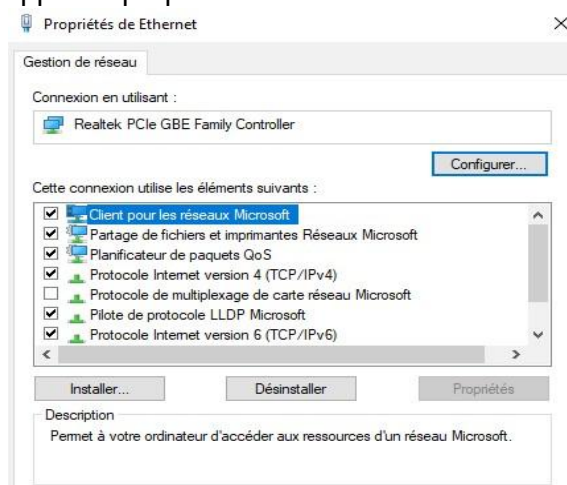 Propriétés de Ethernet
Gestion de réseau
Connexion en utilisant :
Realtek PCIe GBE Family Controller
Configurer...
Cette connexion utilise les éléments suivants :
Client pour les réseaux Microsoft
Partage de fichiers et imprimantes Réseaux Microsoft
Planificateur de paquets QoS
Protocole Internet version 4 (TCP/IPv4)
Protocole de multiplexage de carte réseau Microsoft
Pilote de protocole LLDP Microsoft
Protocole Internet version 6 (TCP/IPv6)
Installer... Désinstaller Propriétés
Description
Permet à votre ordinateur d'accéder aux ressources d'un réseau Microsoft.